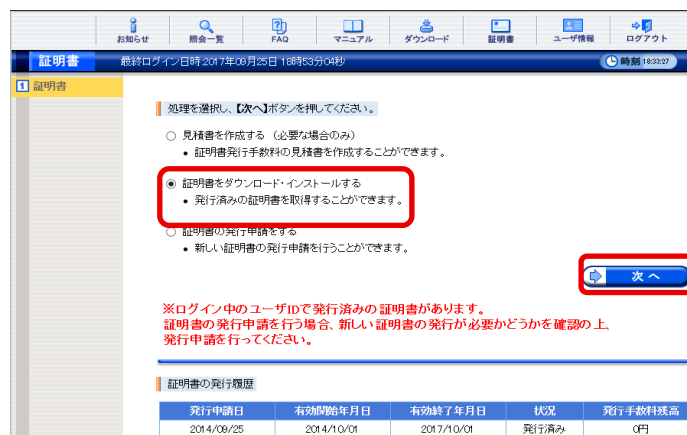 お知らせ 照会一覧 FAQ マニュアル ダウンロード 証明書 ユーザ情報 ログアウト
証明書 最終ログイン日時:2017年09月25日 18時53分04秒 時刻 18:33:27
1 証明書
処理を選択し、【次へ】ボタンを押してください。
見積書を作成する （必要な場合のみ）
• 証明書発行手数料の見積書を作成することができます。
証明書をダウンロード・インストールする
• 発行済みの証明書を取得することができます。
証明書の発行申請をする
• 新しい証明書の発行申請を行うことができます。
次 へ
※ログイン中のユーザIDで発行済みの証明書があります。
証明書の発行申請を行う場合、新しい証明書の発行が必要かどうかを確認の上、
発行申請を行ってください。
証明書の発行履歴
発行申請日 有効開始年月日 有効終了年月日 状況 発行手数料残高
2014/09/25 2014/10/01 2017/10/01 発行済み 0円